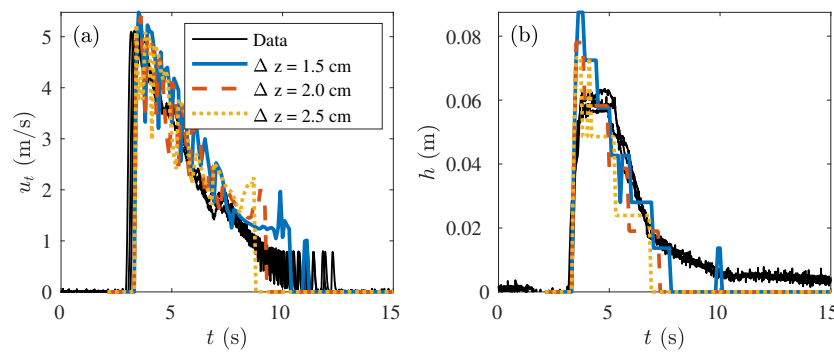 (a)
Data
Δ z = 1.5 cm
Δ z = 2.0 cm
Δ z = 2.5 cm
5
4
3
2
1
0
u_t (m/s)
0 5 10 15
t (s)
(b)
0.08
0.06
0.04
0.02
0
h (m)
0 5 10 15
t (s)